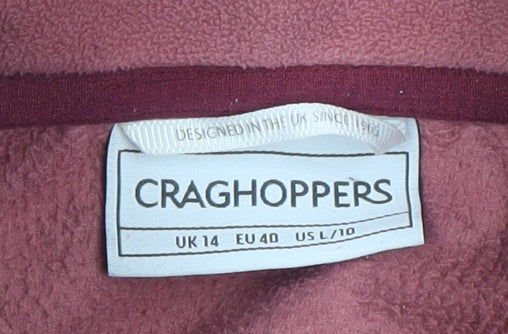 DESIGNED IN THE UK SINCE 1965
CRAGHOPPERS
UK 14 EU 40 US L/10